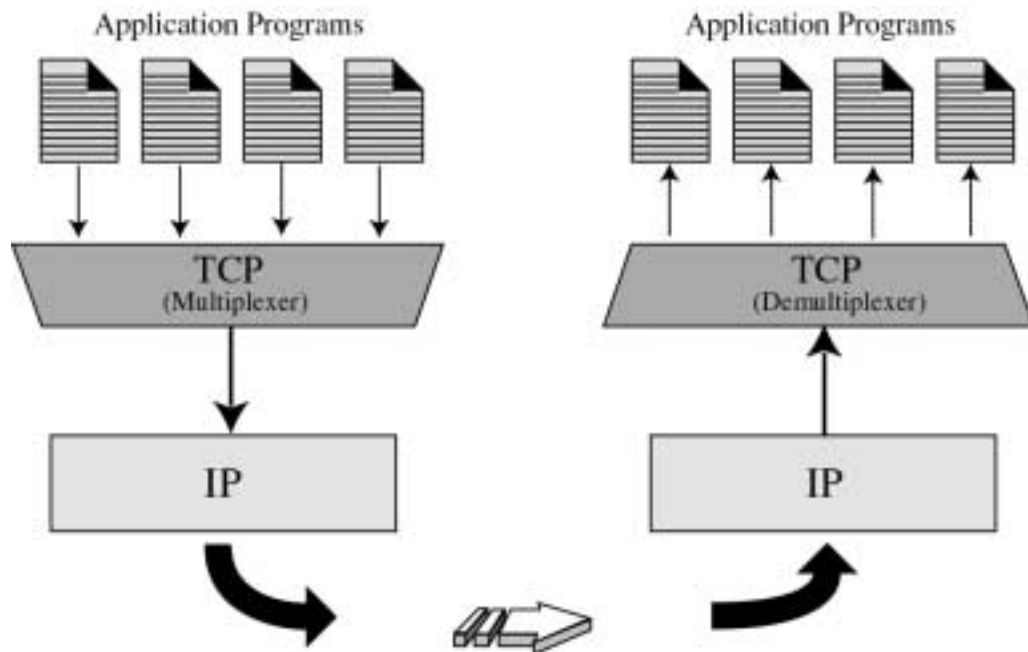 Application Programs
Application Programs
TCP
(Multiplexer)
TCP
(Demultiplexer)
IP
IP